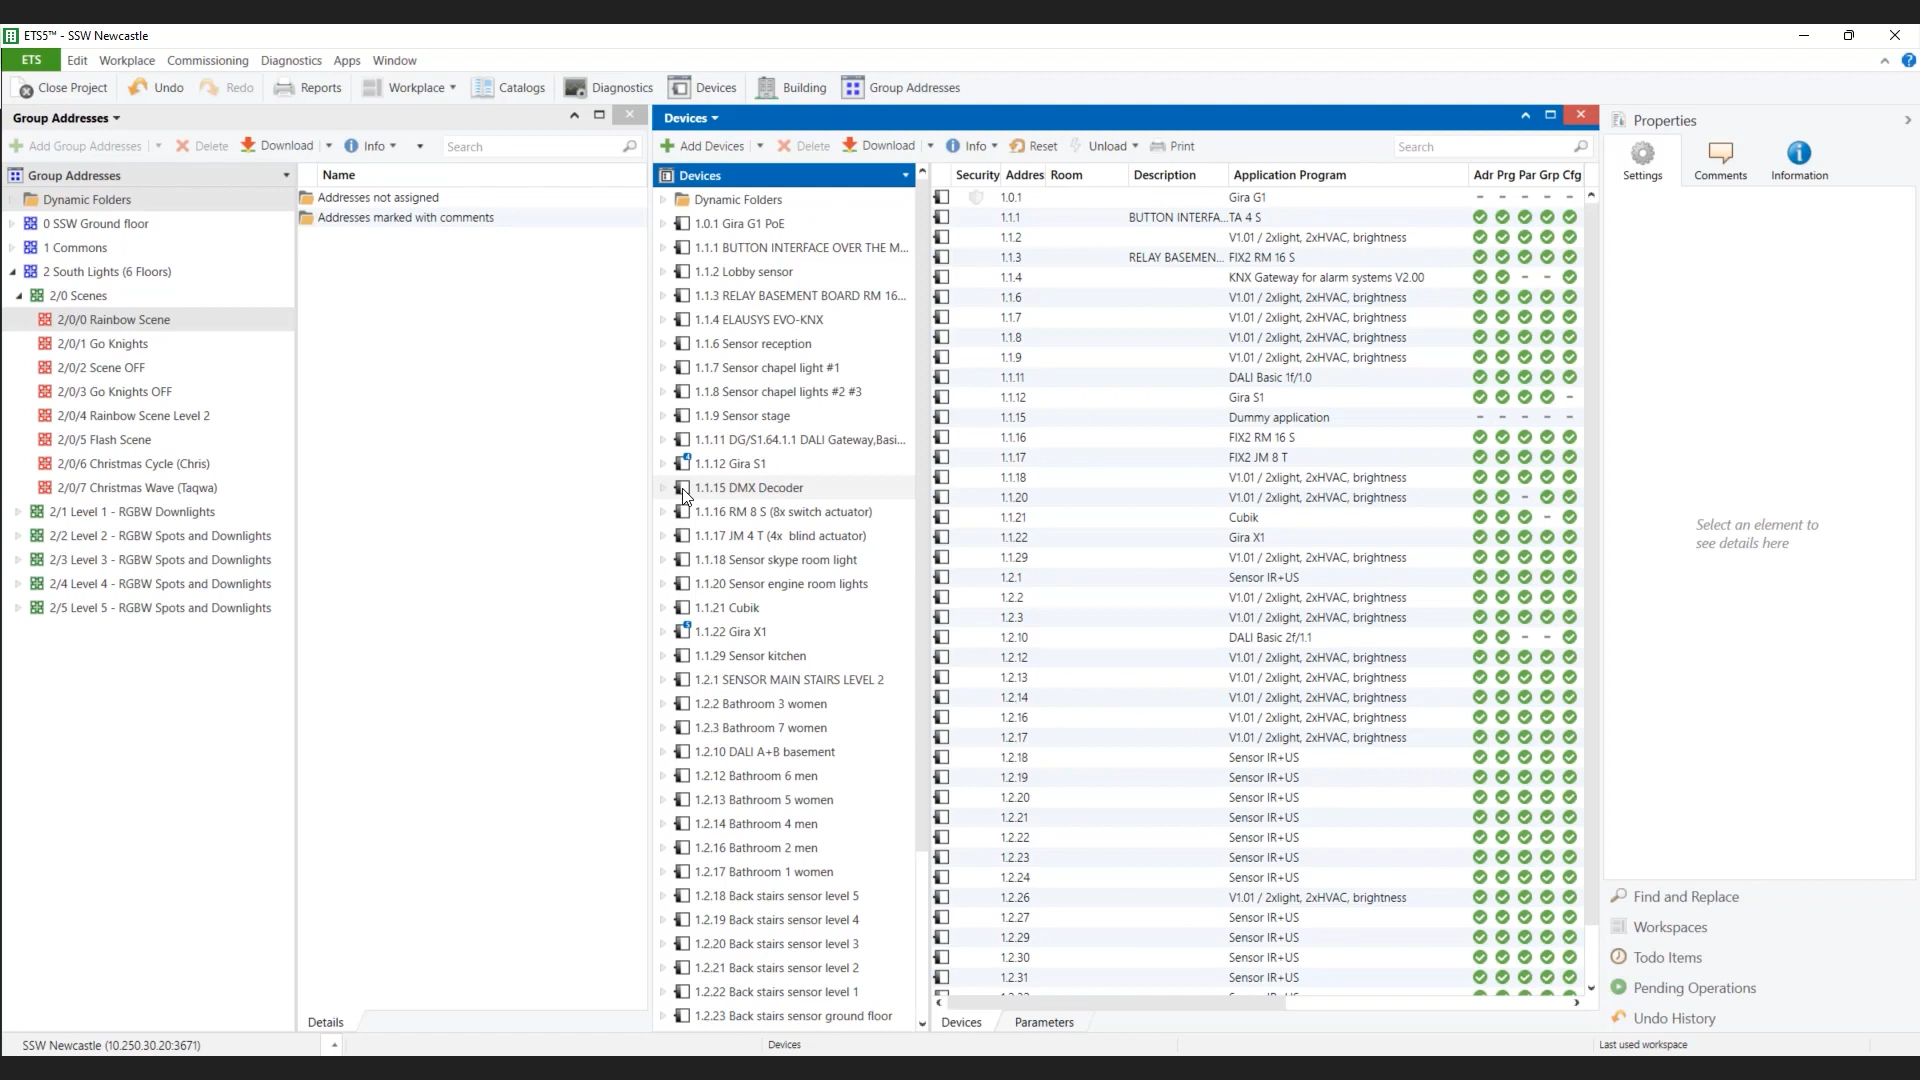 ETS5™ - SSW Newcastle
ETS Edit Workplace Commissioning Diagnostics Apps Window
Close Project Undo Redo Reports Workplace Catalogs Diagnostics Devices Building Group Addresses
Group Addresses
Add Group Addresses Delete Download Info Search
Group Addresses
Dynamic Folders
0 SSW Ground floor
1 Commons
2 South Lights (6 Floors)
2/0 Scenes
2/0/0 Rainbow Scene
2/0/1 Go Knights
2/0/2 Scene OFF
2/0/3 Go Knights OFF
2/0/4 Rainbow Scene Level 2
2/0/5 Flash Scene
2/0/6 Christmas Cycle (Chris)
2/0/7 Christmas Wave (Taqwa)
2/1 Level 1 - RGBW Downlights
2/2 Level 2 - RGBW Spots and Downlights
2/3 Level 3 - RGBW Spots and Downlights
2/4 Level 4 - RGBW Spots and Downlights
2/5 Level 5 - RGBW Spots and Downlights
Name
Addresses not assigned
Addresses marked with comments
Details
Devices
Add Devices Delete Download Info Reset Unload Print Search
Devices
Dynamic Folders
1.0.1 Gira G1 PoE
1.1.1 BUTTON INTERFACE OVER THE M...
1.1.2 Lobby sensor
1.1.3 RELAY BASEMENT BOARD RM 16...
1.1.4 ELAUSYS EVO-KNX
1.1.6 Sensor reception
1.1.7 Sensor chapel light #1
1.1.8 Sensor chapel lights #2 #3
1.1.9 Sensor stage
1.1.11 DG/S1.64.1.1 DALI Gateway,Basi...
1.1.12 Gira S1
1.1.15 DMX Decoder
1.1.16 RM 8 S (8x switch actuator)
1.1.17 JM 4 T (4x blind actuator)
1.1.18 Sensor skype room light
1.1.20 Sensor engine room lights
1.1.21 Cubik
1.1.22 Gira X1
1.1.29 Sensor kitchen
1.2.1 SENSOR MAIN STAIRS LEVEL 2
1.2.2 Bathroom 3 women
1.2.3 Bathroom 7 women
1.2.10 DALI A+B basement
1.2.12 Bathroom 6 men
1.2.13 Bathroom 5 women
1.2.14 Bathroom 4 men
1.2.16 Bathroom 2 men
1.2.17 Bathroom 1 women
1.2.18 Back stairs sensor level 5
1.2.19 Back stairs sensor level 4
1.2.20 Back stairs sensor level 3
1.2.21 Back stairs sensor level 2
1.2.22 Back stairs sensor level 1
1.2.23 Back stairs sensor ground floor
Security Addres Room Description Application Program Adr Prg Par Grp Cfg
1.0.1 Gira G1 - - - - -
1.1.1 BUTTON INTERFA... TA 4 S
1.1.2 V1.01 / 2xlight, 2xHVAC, brightness
1.1.3 RELAY BASEMEN... FIX2 RM 16 S
1.1.4 KNX Gateway for alarm systems V2.00 - -
1.1.6 V1.01 / 2xlight, 2xHVAC, brightness
1.1.7 V1.01 / 2xlight, 2xHVAC, brightness
1.1.8 V1.01 / 2xlight, 2xHVAC, brightness
1.1.9 V1.01 / 2xlight, 2xHVAC, brightness
1.1.11 DALI Basic 1f/1.0
1.1.12 Gira S1 -
1.1.15 Dummy application - - - - -
1.1.16 FIX2 RM 16 S
1.1.17 FIX2 JM 8 T
1.1.18 V1.01 / 2xlight, 2xHVAC, brightness
1.1.20 V1.01 / 2xlight, 2xHVAC, brightness -
1.1.21 Cubik -
1.1.22 Gira X1
1.1.29 V1.01 / 2xlight, 2xHVAC, brightness
1.2.1 Sensor IR+US
1.2.2 V1.01 / 2xlight, 2xHVAC, brightness
1.2.3 V1.01 / 2xlight, 2xHVAC, brightness
1.2.10 DALI Basic 2f/1.1 - -
1.2.12 V1.01 / 2xlight, 2xHVAC, brightness
1.2.13 V1.01 / 2xlight, 2xHVAC, brightness
1.2.14 V1.01 / 2xlight, 2xHVAC, brightness
1.2.16 V1.01 / 2xlight, 2xHVAC, brightness
1.2.17 V1.01 / 2xlight, 2xHVAC, brightness
1.2.18 Sensor IR+US
1.2.19 Sensor IR+US
1.2.20 Sensor IR+US
1.2.21 Sensor IR+US
1.2.22 Sensor IR+US
1.2.23 Sensor IR+US
1.2.24 Sensor IR+US
1.2.26 V1.01 / 2xlight, 2xHVAC, brightness
1.2.27 Sensor IR+US
1.2.29 Sensor IR+US
1.2.30 Sensor IR+US
1.2.31 Sensor IR+US
Devices Parameters
Properties
Settings Comments Information
Select an element to
see details here
Find and Replace
Workspaces
Todo Items
Pending Operations
Undo History
SSW Newcastle (10.250.30.20:3671) Devices Last used workspace